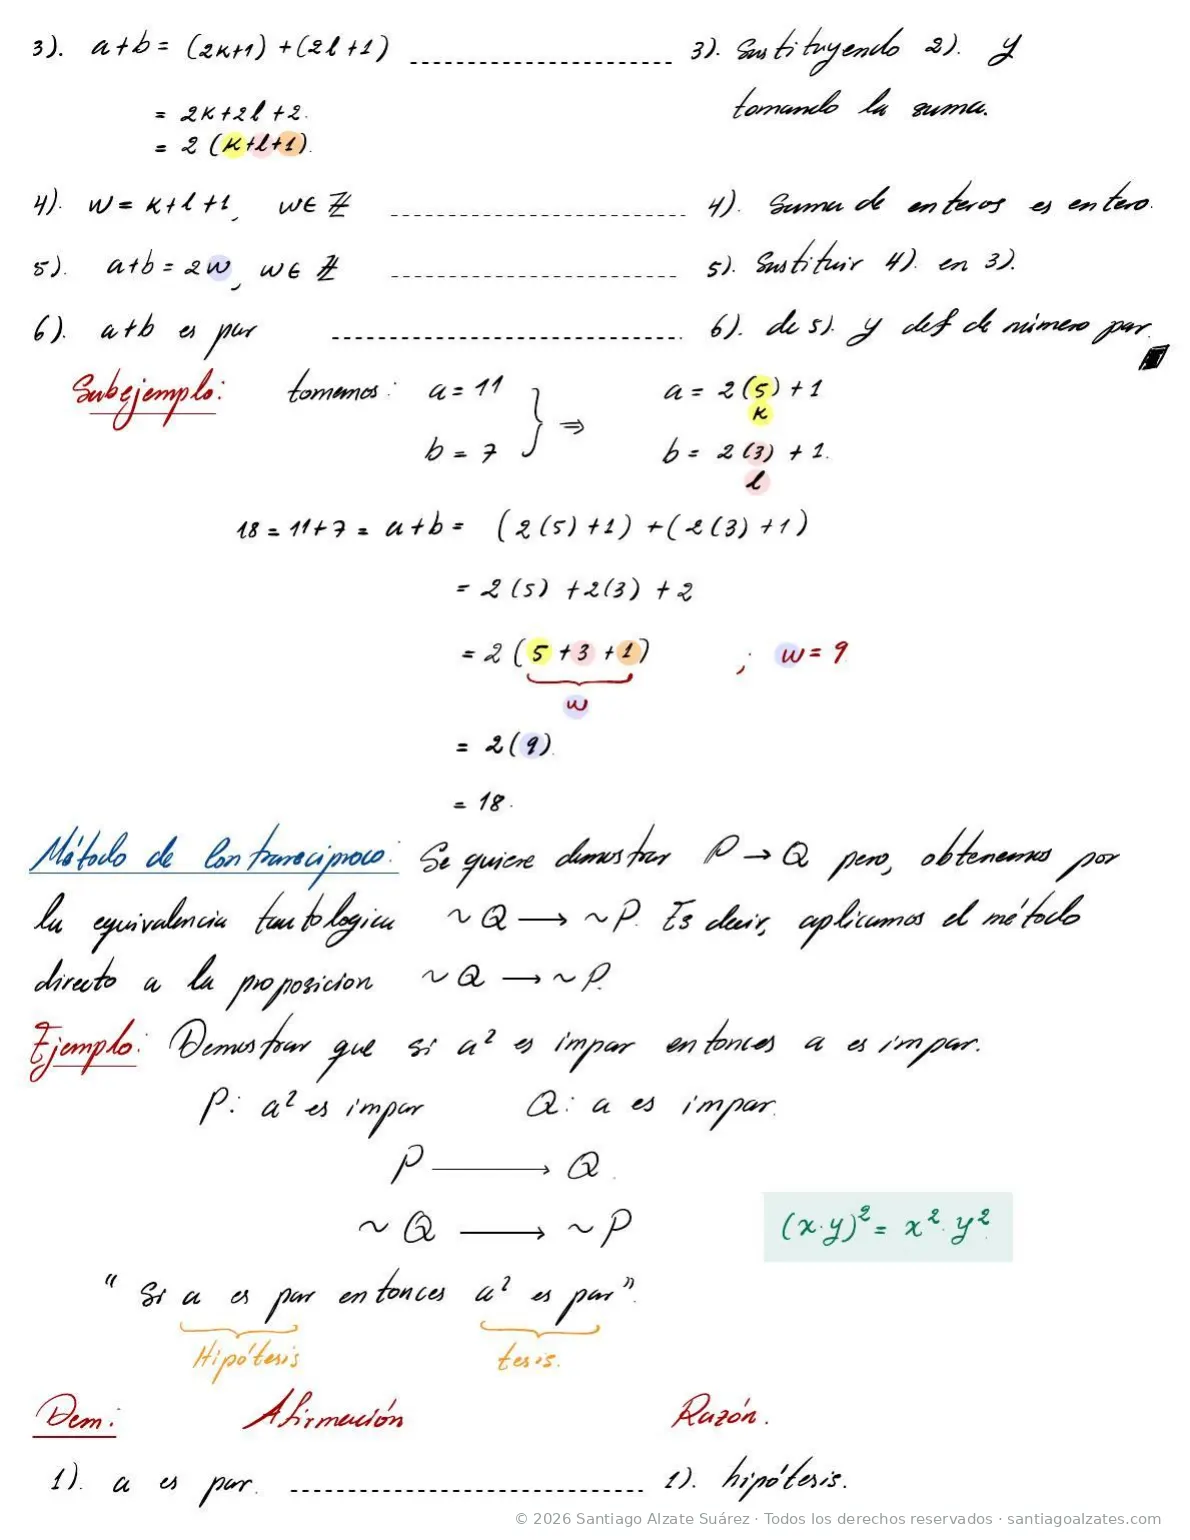 3). a+b = (2k+1) + (2l+1) ---------- 3). Sustituyendo 2). y
tomando la suma.
= 2k+2l+2.
= 2 (k+l+1).
4). w = k+l+1, w∈ℤ ---------- 4). Suma de enteros es entero.
5). a+b = 2w, w∈ℤ ---------- 5). Sustituir 4). en 3).
6). a+b es par ---------- 6). de 5). y def de número par.
Subejemplo: tomemos: a = 11 } ⇒ a = 2(5)+1
k
b = 7 b = 2(3)+1.
l
18 = 11+7 = a+b = (2(5)+1) + (2(3)+1)
= 2(5) + 2(3) + 2
= 2 (5+3+1) ; w = 9
w
= 2(9).
= 18.
Método de Contrarecíproco: Se quiere demostrar P → Q pero, obtenemos por
la equivalencia tautologica ~Q → ~P. Es decir, aplicamos el método
directo a la proposicion ~Q → ~P.
Ejemplo: Demostrar que si a² es impar entonces a es impar.
P: a² es impar Q: a es impar.
P → Q.
~Q → ~P
(x·y)² = x²·y²
“Si a es par entonces a² es par”.
Hipótesis tesis.
Dem: Afirmación Razón.
1). a es par. ---------- 1). hipótesis.
© 2026 Santiago Alzate Suárez · Todos los derechos reservados · santiagoalzates.com